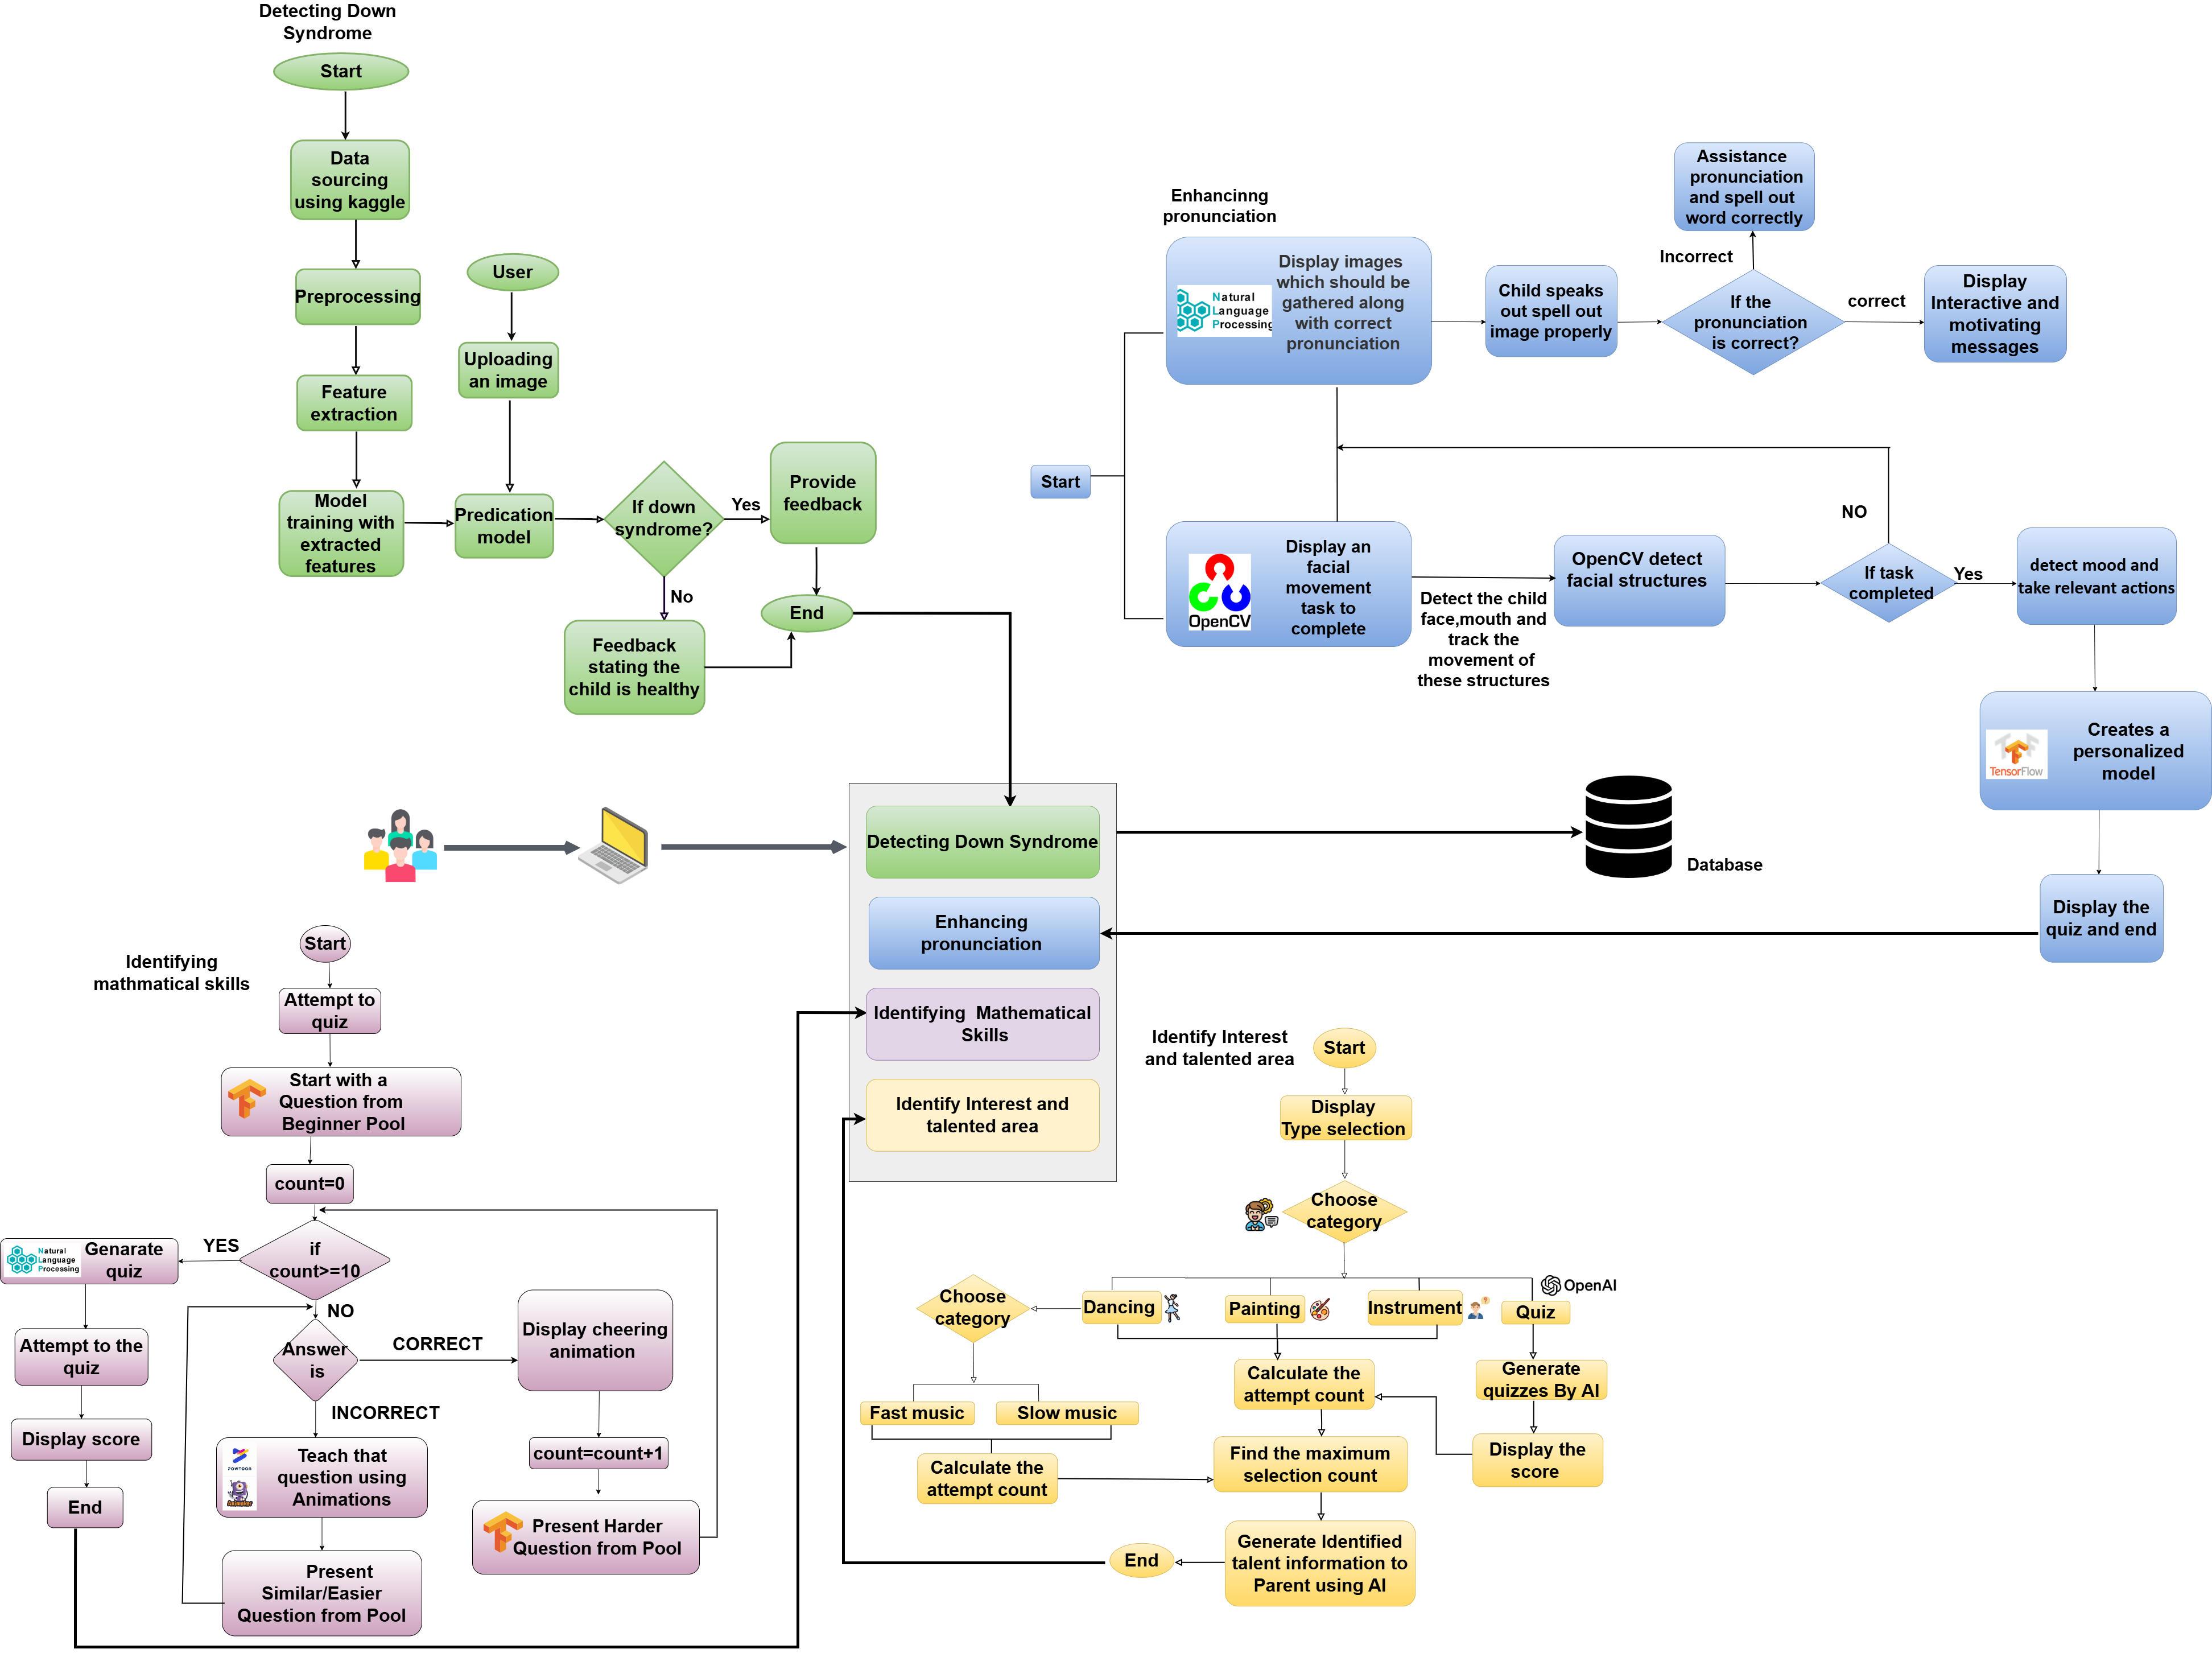 Detecting Down
Syndrome
Start
Data
sourcing
using kaggle
Preprocessing
Feature
extraction
Model
training with
extracted
features
User
Uploading
an image
Predication
model
If down
syndrome?
Yes
No
Provide
feedback
Feedback
stating the
child is healthy
End
Enhancinng
pronunciation
Start
Natural
Language
Processing
Display images
which should be
gathered along
with correct
pronunciation
Child speaks
out spell out
image properly
If the
pronunciation
is correct?
Incorrect
Assistance
pronunciation
and spell out
word correctly
correct
Display
Interactive and
motivating
messages
OpenCV
Display an
facial
movement
task to
complete
Detect the child
face,mouth and
track the
movement of
these structures
OpenCV detect
facial structures
If task
completed
NO
Yes
detect mood and
take relevant actions
TensorFlow
Creates a
personalized
model
Display the
quiz and end
Database
Detecting Down Syndrome
Enhancing
pronunciation
Identifying Mathematical
Skills
Identify Interest and
talented area
Identifying
mathmatical skills
Start
Attempt to
quiz
Start with a
Question from
Beginner Pool
count=0
if
count>=10
YES
NO
Natural
Language
Processing
Genarate
quiz
Attempt to the
quiz
Display score
End
Answer
is
CORRECT
INCORRECT
Display cheering
animation
count=count+1
Present Harder
Question from Pool
POWTOON
Animaker
Teach that
question using
Animations
Present
Similar/Easier
Question from Pool
Identify Interest
and talented area
Start
Display
Type selection
Choose
category
OpenAI
Dancing
Painting
Instrument
Quiz
Choose
category
Fast music
Slow music
Calculate the
attempt count
Calculate the
attempt count
Generate
quizzes By AI
Display the
score
Find the maximum
selection count
Generate Identified
talent information to
Parent using AI
End